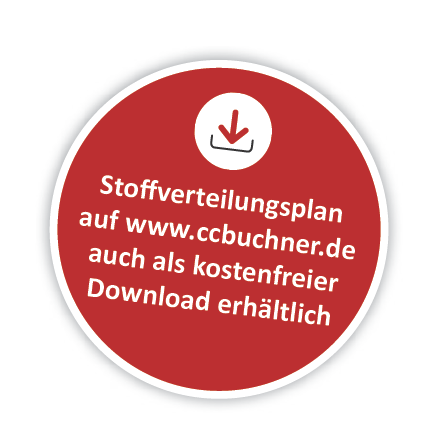 Stoffverteilungsplan
auf www.ccbuchner.de
auch als kostenfreier
Download erhältlich